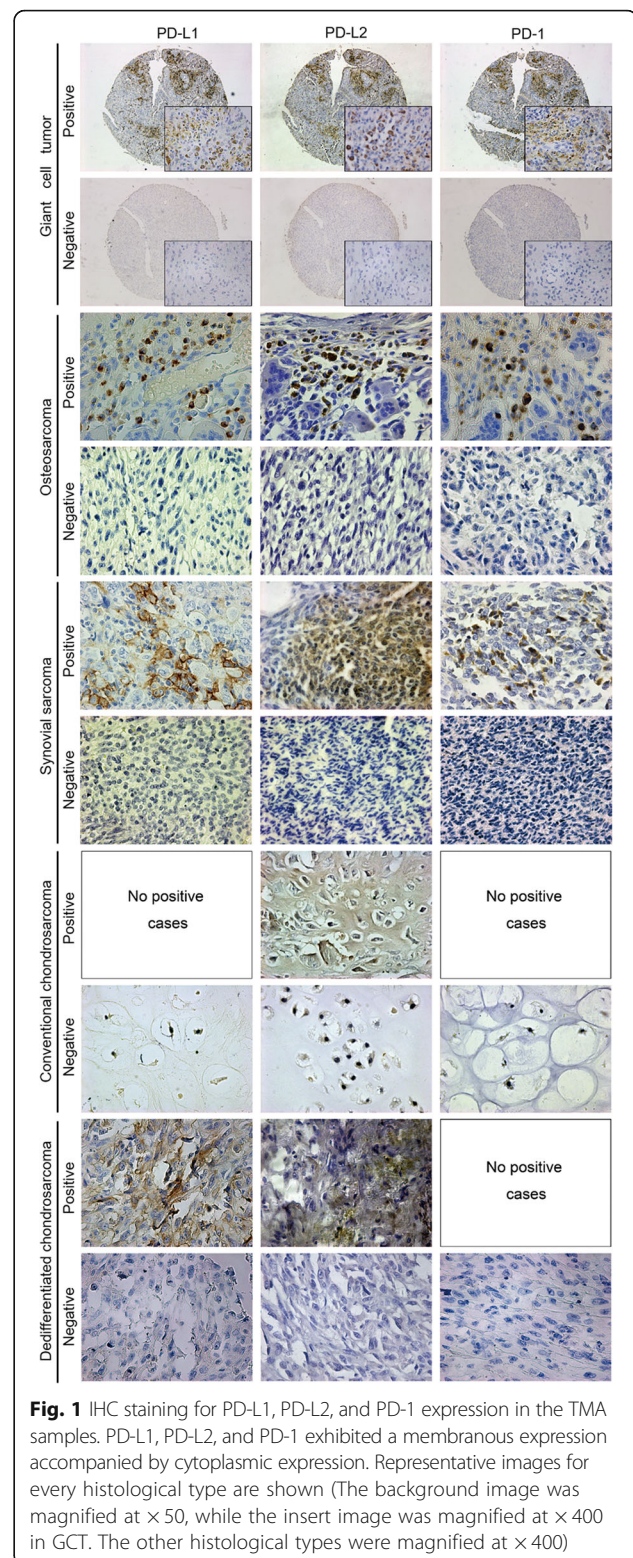 PD-L1 PD-L2 PD-1
Giant cell tumor
Positive
Negative
Osteosarcoma
Positive
Negative
Synovial sarcoma
Positive
Negative
Conventional chondrosarcoma
Positive
No positive
cases
No positive
cases
Negative
Dedifferentiated chondrosarcoma
Positive
No positive
cases
Negative
Fig. 1 IHC staining for PD-L1, PD-L2, and PD-1 expression in the TMA
samples. PD-L1, PD-L2, and PD-1 exhibited a membranous expression
accompanied by cytoplasmic expression. Representative images for
every histological type are shown (The background image was
magnified at × 50, while the insert image was magnified at × 400
in GCT. The other histological types were magnified at × 400)